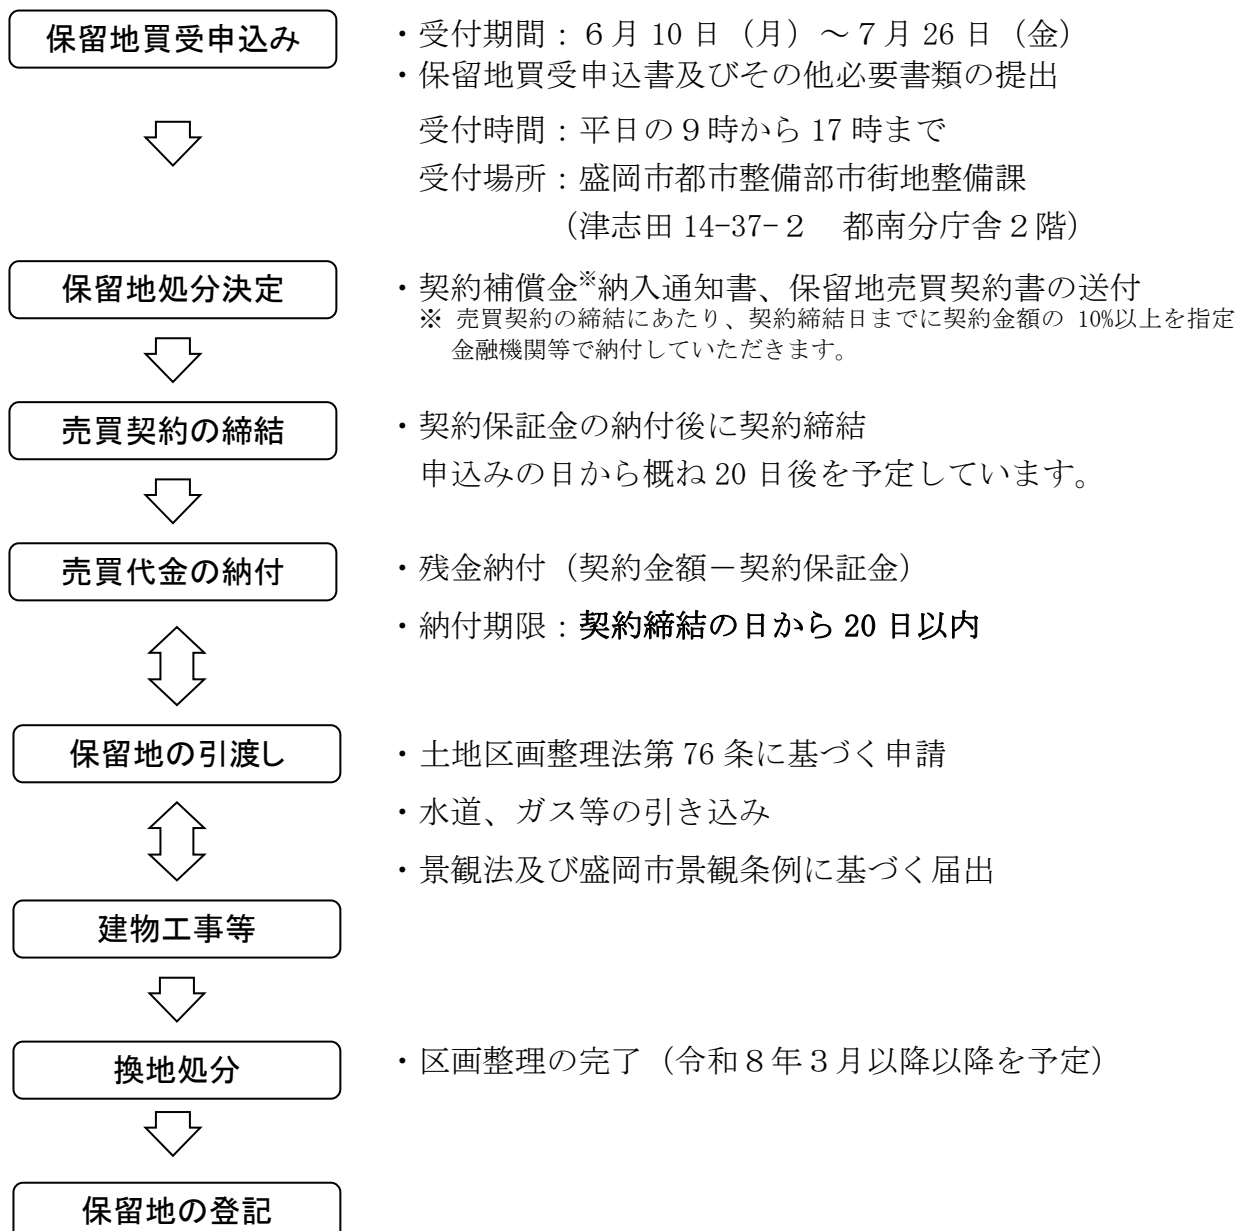 保留地買受申込み
・受付期間：６月 10 日（月）～７月 26 日（金）
・保留地買受申込書及びその他必要書類の提出
受付時間：平日の９時から 17 時まで
受付場所：盛岡市都市整備部市街地整備課
（津志田 14-37-２　都南分庁舎２階）
保留地処分決定
・契約補償金※納入通知書、保留地売買契約書の送付
※ 売買契約の締結にあたり、契約締結日までに契約金額の 10%以上を指定
金融機関等で納付していただきます。
売買契約の締結
・契約保証金の納付後に契約締結
申込みの日から概ね 20 日後を予定しています。
売買代金の納付
・残金納付（契約金額－契約保証金）
・納付期限：契約締結の日から 20 日以内
保留地の引渡し
・土地区画整理法第 76 条に基づく申請
・水道、ガス等の引き込み
・景観法及び盛岡市景観条例に基づく届出
建物工事等
換地処分
・区画整理の完了（令和８年３月以降以降を予定）
保留地の登記